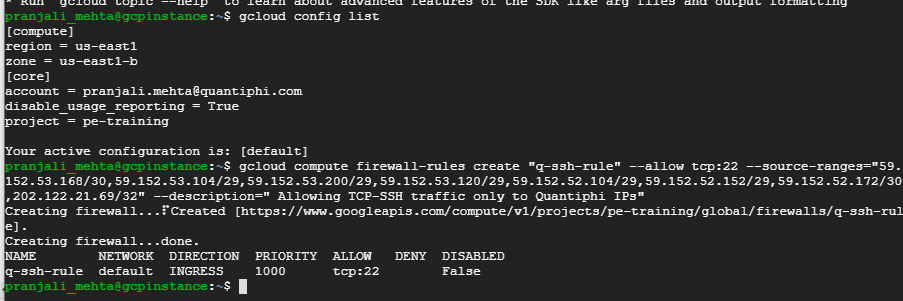 * Run `gcloud topic --help` to learn about advanced features of the SDK like arg files and output formatting
pranjali_mehta@gcpinstance:~$ gcloud config list
[compute]
region = us-east1
zone = us-east1-b
[core]
account = pranjali.mehta@quantiphi.com
disable_usage_reporting = True
project = pe-training
Your active configuration is: [default]
pranjali_mehta@gcpinstance:~$ gcloud compute firewall-rules create "q-ssh-rule" --allow tcp:22 --source-ranges="59.
152.53.168/30,59.152.53.104/29,59.152.53.200/29,59.152.53.120/29,59.152.52.104/29,59.152.52.152/29,59.152.52.172/30
,202.122.21.69/32" --description=" Allowing TCP-SSH traffic only to Quantiphi IPs"
Creating firewall...⠏Created [https://www.googleapis.com/compute/v1/projects/pe-training/global/firewalls/q-ssh-rul
e].
Creating firewall...done.
NAME NETWORK DIRECTION PRIORITY ALLOW DENY DISABLED
q-ssh-rule default INGRESS 1000 tcp:22 False
pranjali_mehta@gcpinstance:~$